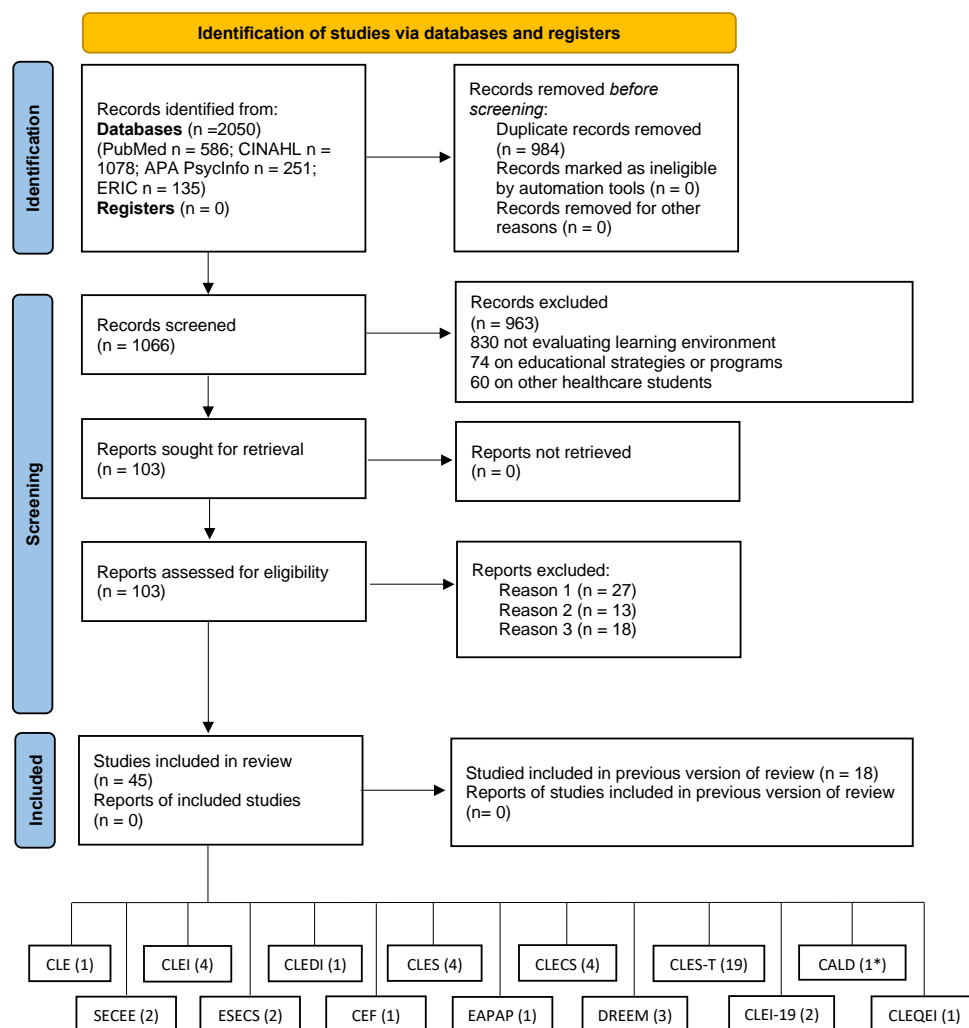 Identification of studies via databases and registers
Identification
Records identified from:
Databases (n =2050)
(PubMed n = 586; CINAHL n =
1078; APA PsycInfo n = 251;
ERIC n = 135)
Registers (n = 0)
Records removed before
screening:
Duplicate records removed
(n = 984)
Records marked as ineligible
by automation tools (n = 0)
Records removed for other
reasons (n = 0)
Screening
Records screened
(n = 1066)
Records excluded
(n = 963)
830 not evaluating learning environment
74 on educational strategies or programs
60 on other healthcare students
Reports sought for retrieval
(n = 103)
Reports not retrieved
(n = 0)
Reports assessed for eligibility
(n = 103)
Reports excluded:
Reason 1 (n = 27)
Reason 2 (n = 13)
Reason 3 (n = 18)
Included
Studies included in review
(n = 45)
Reports of included studies
(n = 0)
Studied included in previous version of review (n = 18)
Reports of studies included in previous version of review
(n= 0)
CLE (1)
CLEI (4)
CLEDI (1)
CLES (4)
CLECS (4)
CLES-T (19)
CALD (1*)
SECEE (2)
ESECS (2)
CEF (1)
EAPAP (1)
DREEM (3)
CLEI-19 (2)
CLEQEI (1)